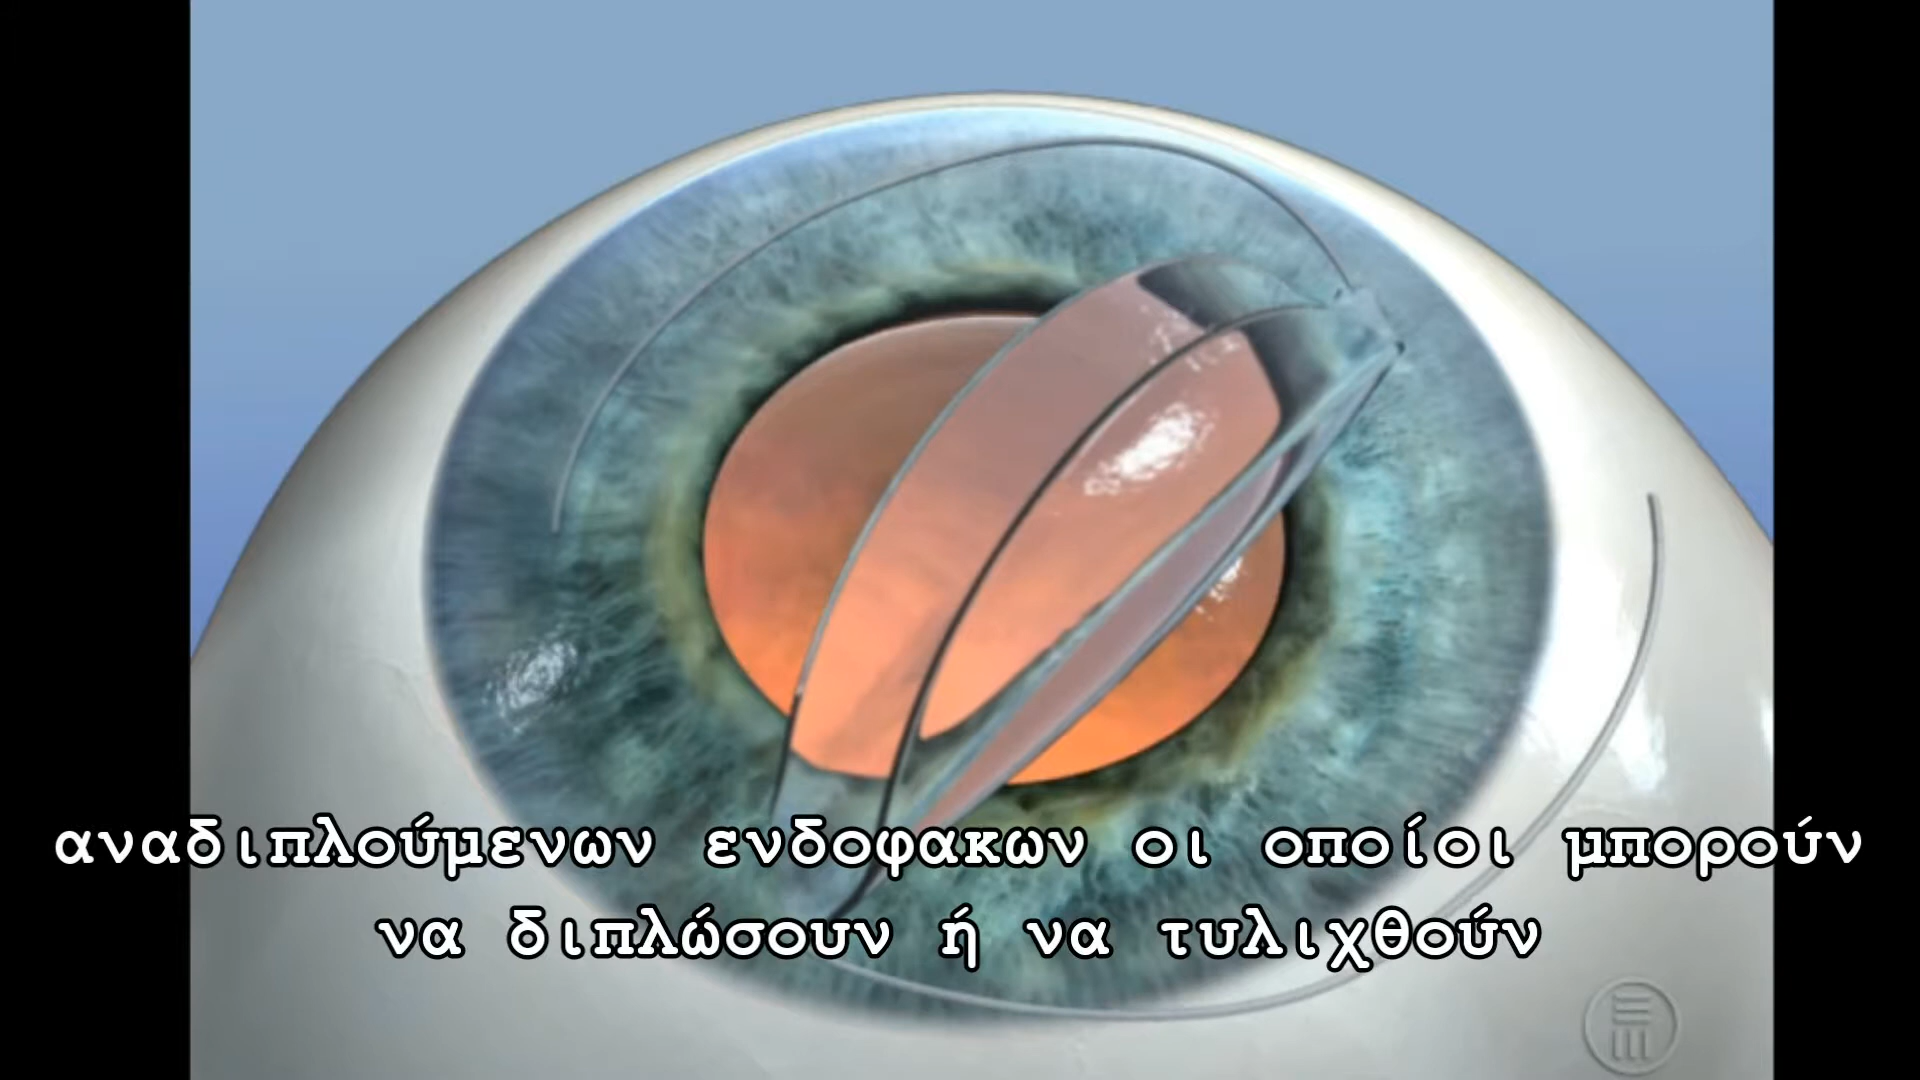 αναδιπλούμενων ενδοφακων οι οποίοι μπορούν
να διπλώσουν ή να τυλιχθούν